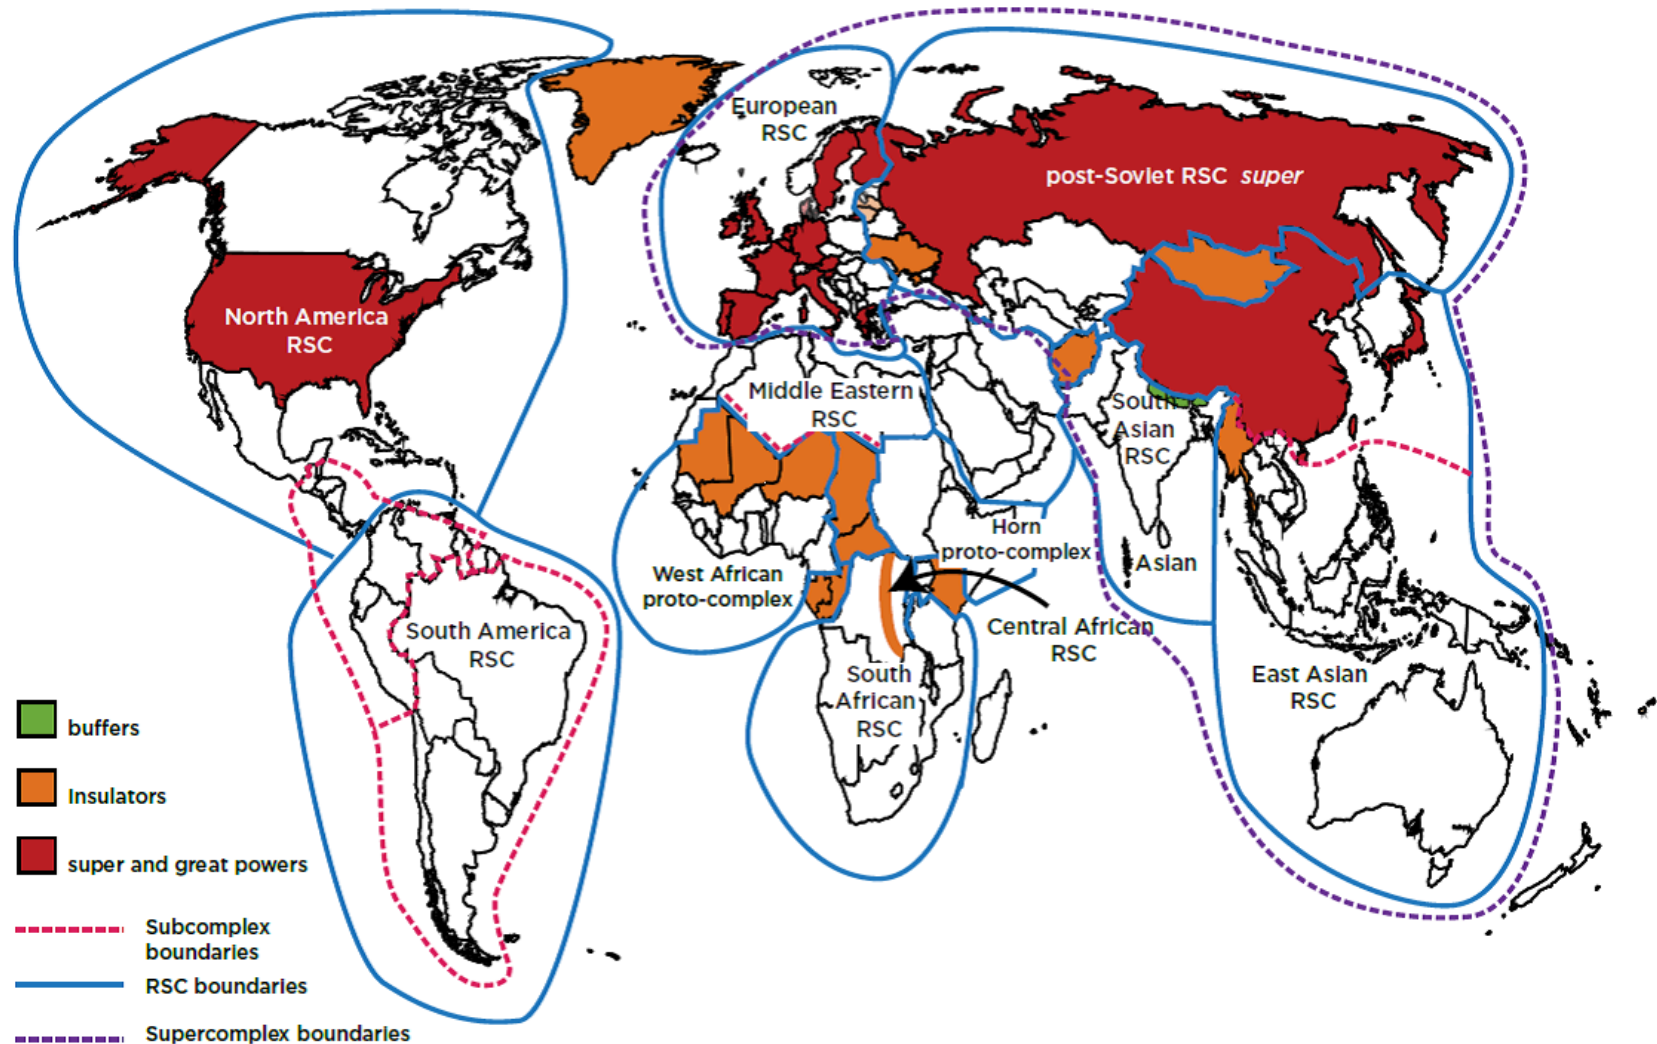 European
RSC
post-Soviet RSC super
North America
RSC
Middle Eastern
RSC
South
Asian
RSC
Horn
proto-complex
Asian
West African
proto-complex
Central African
RSC
South America
RSC
South
African
RSC
East Asian
RSC
buffers
Insulators
super and great powers
Subcomplex
boundaries
RSC boundaries
Supercomplex boundaries